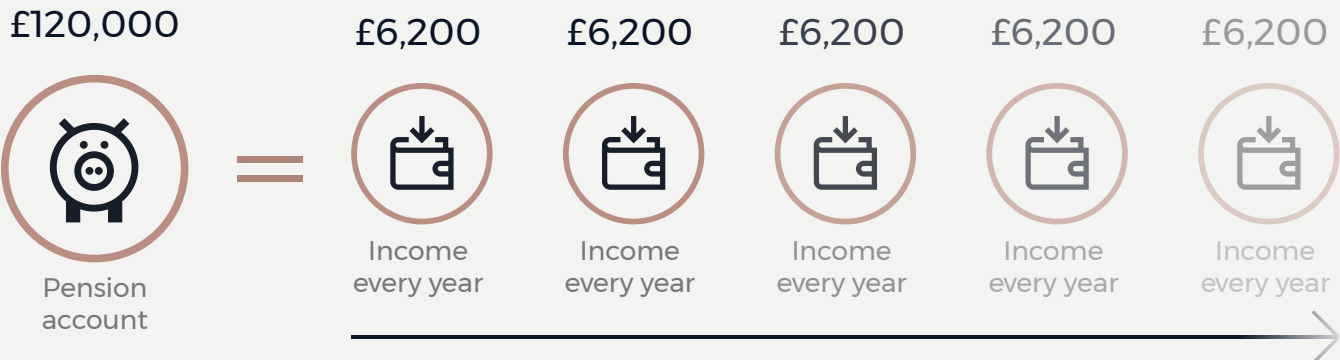 £120,000
Pension
account
£6,200
Income
every year
£6,200
Income
every year
£6,200
Income
every year
£6,200
Income
every year
£6,200
Income
every year